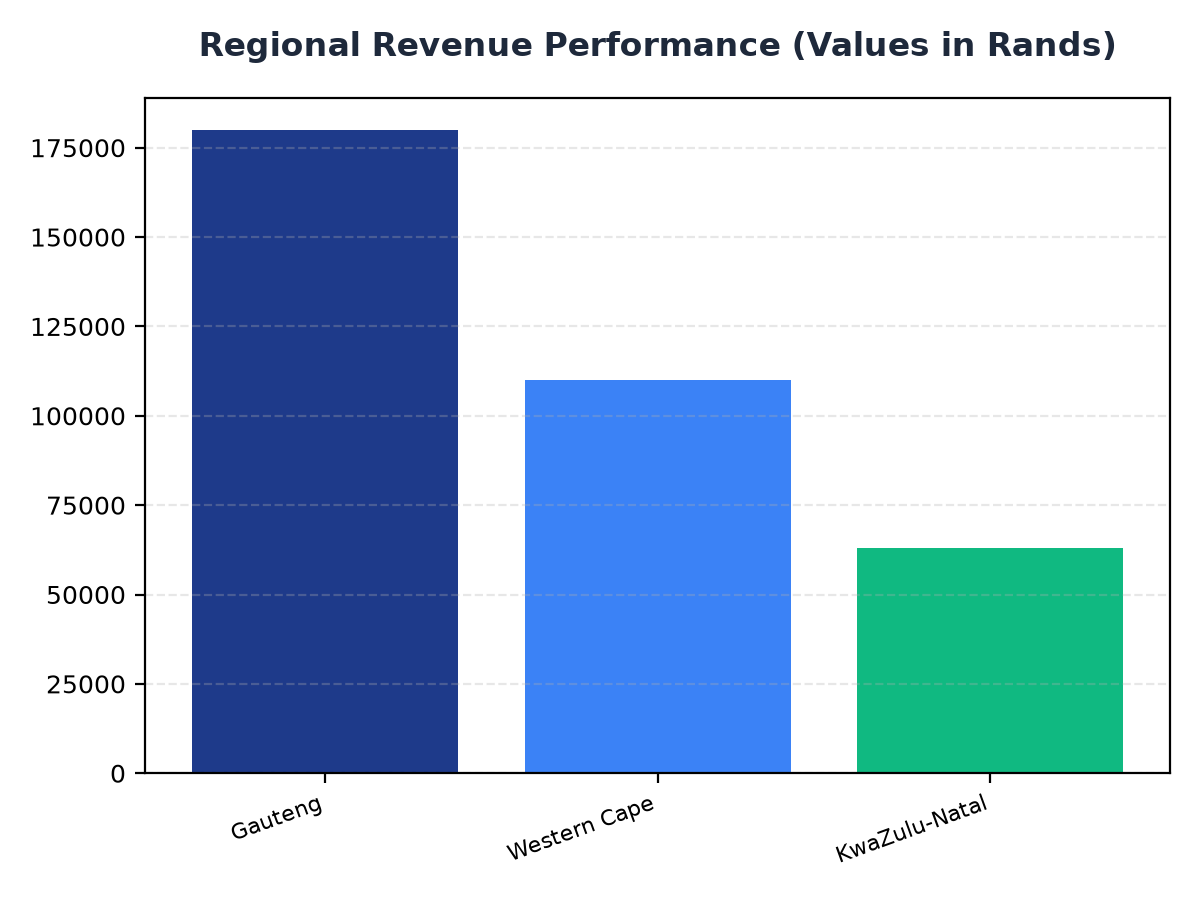 Regional Revenue Performance (Values in Rands)
175000
150000
125000
100000
75000
50000
25000
0
Gauteng
Western Cape
KwaZulu-Natal